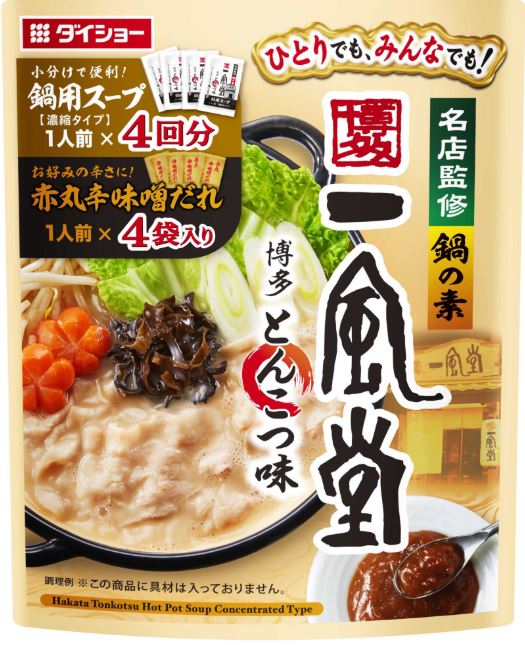 ダイショー
ひとりでも、みんなでも!
小分けで便利!
鍋用スープ
【濃縮タイプ】
1人前×4回分
お好みの辛さに!
赤丸辛味噌だれ
1人前×4袋入り
名店監修
鍋の素
博多
一風堂
博多
とんこつ味
一風堂
一風堂
調理例 ※この商品に具材は入っておりません。
Hakata Tonkotsu Hot Pot Soup Concentrated Type